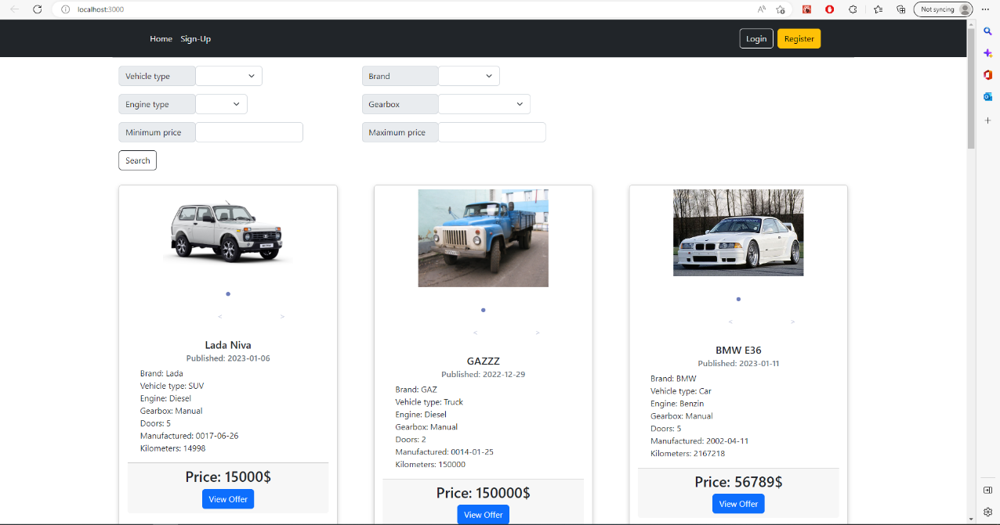 localhost:3000
Not syncing
Home Sign-Up
Login Register
Vehicle type
Brand
Engine type
Gearbox
Minimum price
Maximum price
Search
Lada Niva
Published: 2023-01-06
Brand: Lada
Vehicle type: SUV
Engine: Diesel
Gearbox: Manual
Doors: 5
Manufactured: 0017-06-26
Kilometers: 14998
Price: 15000$
View Offer
GAZZZ
Published: 2022-12-29
Brand: GAZ
Vehicle type: Truck
Engine: Diesel
Gearbox: Manual
Doors: 2
Manufactured: 0014-01-25
Kilometers: 150000
Price: 150000$
View Offer
BMW E36
Published: 2023-01-11
Brand: BMW
Vehicle type: Car
Engine: Benzin
Gearbox: Manual
Doors: 5
Manufactured: 2002-04-11
Kilometers: 2167218
Price: 56789$
View Offer